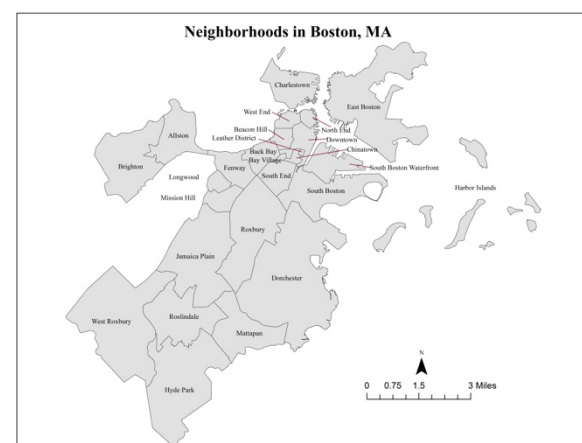 Neighborhoods in Boston, MA
Charlestown
East Boston
West End
North End
Allston
Beacon Hill
Downtown
Leather District
Chinatown
Back Bay
Bay Village
Brighton
Longwood
Fenway
South End
South Boston Waterfront
Mission Hill
South Boston
Harbor Islands
Roxbury
Jamaica Plain
Dorchester
West Roxbury
Roslindale
Mattapan
Hyde Park
N
0 0.75 1.5 3 Miles